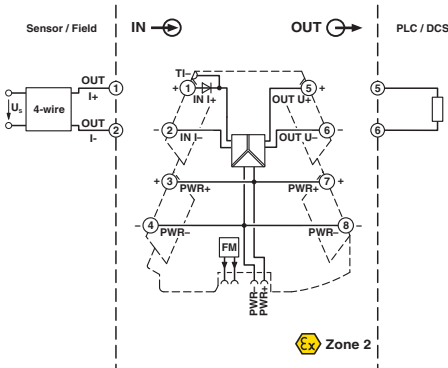 Sensor / Field
IN
OUT
PLC / DCS
TI–
OUT
I+
1
+
1
IN I+
OUT U+
5
+
5
Us
4-wire
OUT
I-
2
–
2
IN I–
OUT U–
6
–
6
+
3
PWR+
PWR+
7
+
–
4
PWR–
PWR–
8
–
FM
PWR–
PWR+
Ex
Zone 2